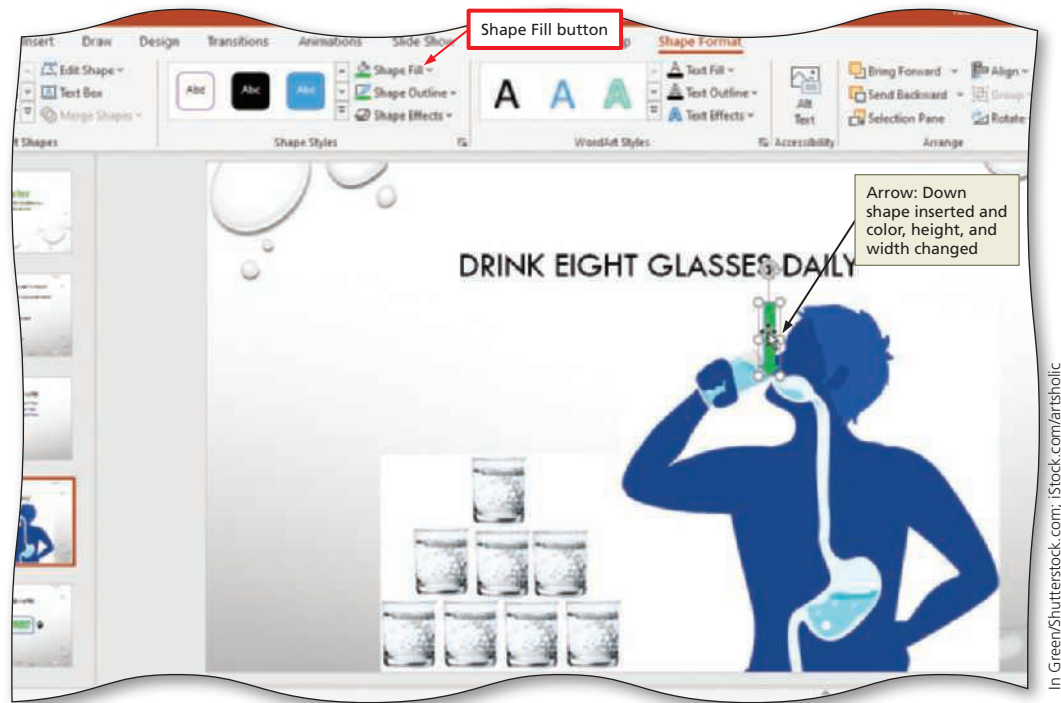 Shape Fill button
Insert Draw Design Transitions Animations Slide Show Shape Format
Edit Shape
Text Box
Merge Shapes
Abc Abc Abc
Shape Fill
Shape Outline
Shape Effects
A A A
Text Fill
Text Outline
Text Effects
Alt
Text
Bring Forward
Send Backward
Selection Pane
Align
Group
Rotate
Shapes
Shape Styles
WordArt Styles
Accessibility
Arrange
Arrow: Down
shape inserted and
color, height, and
width changed
DRINK EIGHT GLASSES DAILY
In Green/Shutterstock.com; iStock.com/artsholic